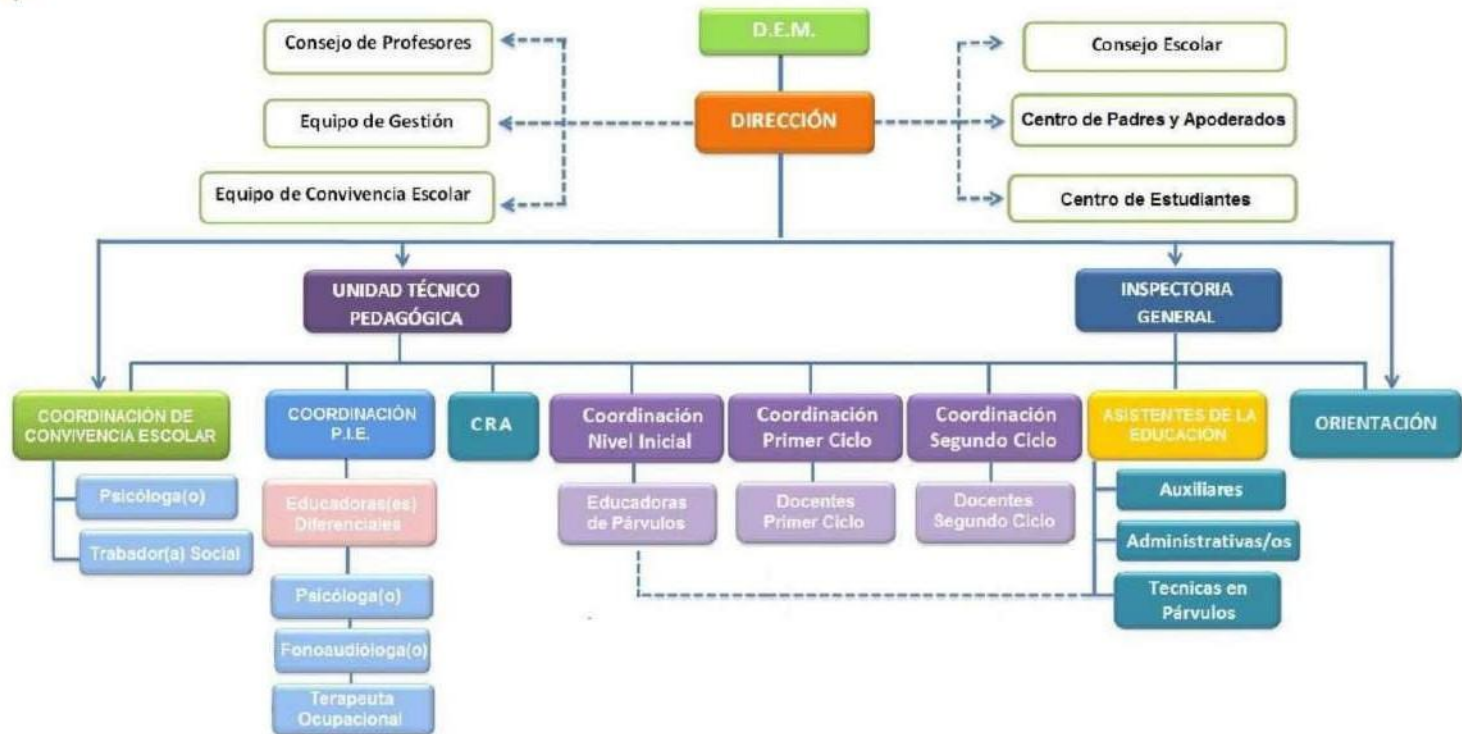 D.E.M.
Consejo de Profesores
Consejo Escolar
Equipo de Gestión
DIRECCIÓN
Centro de Padres y Apoderados
Equipo de Convivencia Escolar
Centro de Estudiantes
UNIDAD TÉCNICO
PEDAGÓGICA
INSPECTORIA
GENERAL
COORDINACIÓN DE
CONVIVENCIA ESCOLAR
COORDINACIÓN
P.I.E.
CRA
Coordinación
Nivel Inicial
Coordinación
Primer Ciclo
Coordinación
Segundo Ciclo
ASISTENTES DE LA
EDUCACIÓN
ORIENTACIÓN
Psicóloga(o)
Trabador(a) Social
Educadoras(es)
Diferenciales
Educadoras
de Párvulos
Docentes
Primer Ciclo
Docentes
Segundo Ciclo
Auxiliares
Administrativas/os
Tecnicas en
Párvulos
Psicóloga(o)
Fonoaudióloga(o)
Terapeuta
Ocupacional